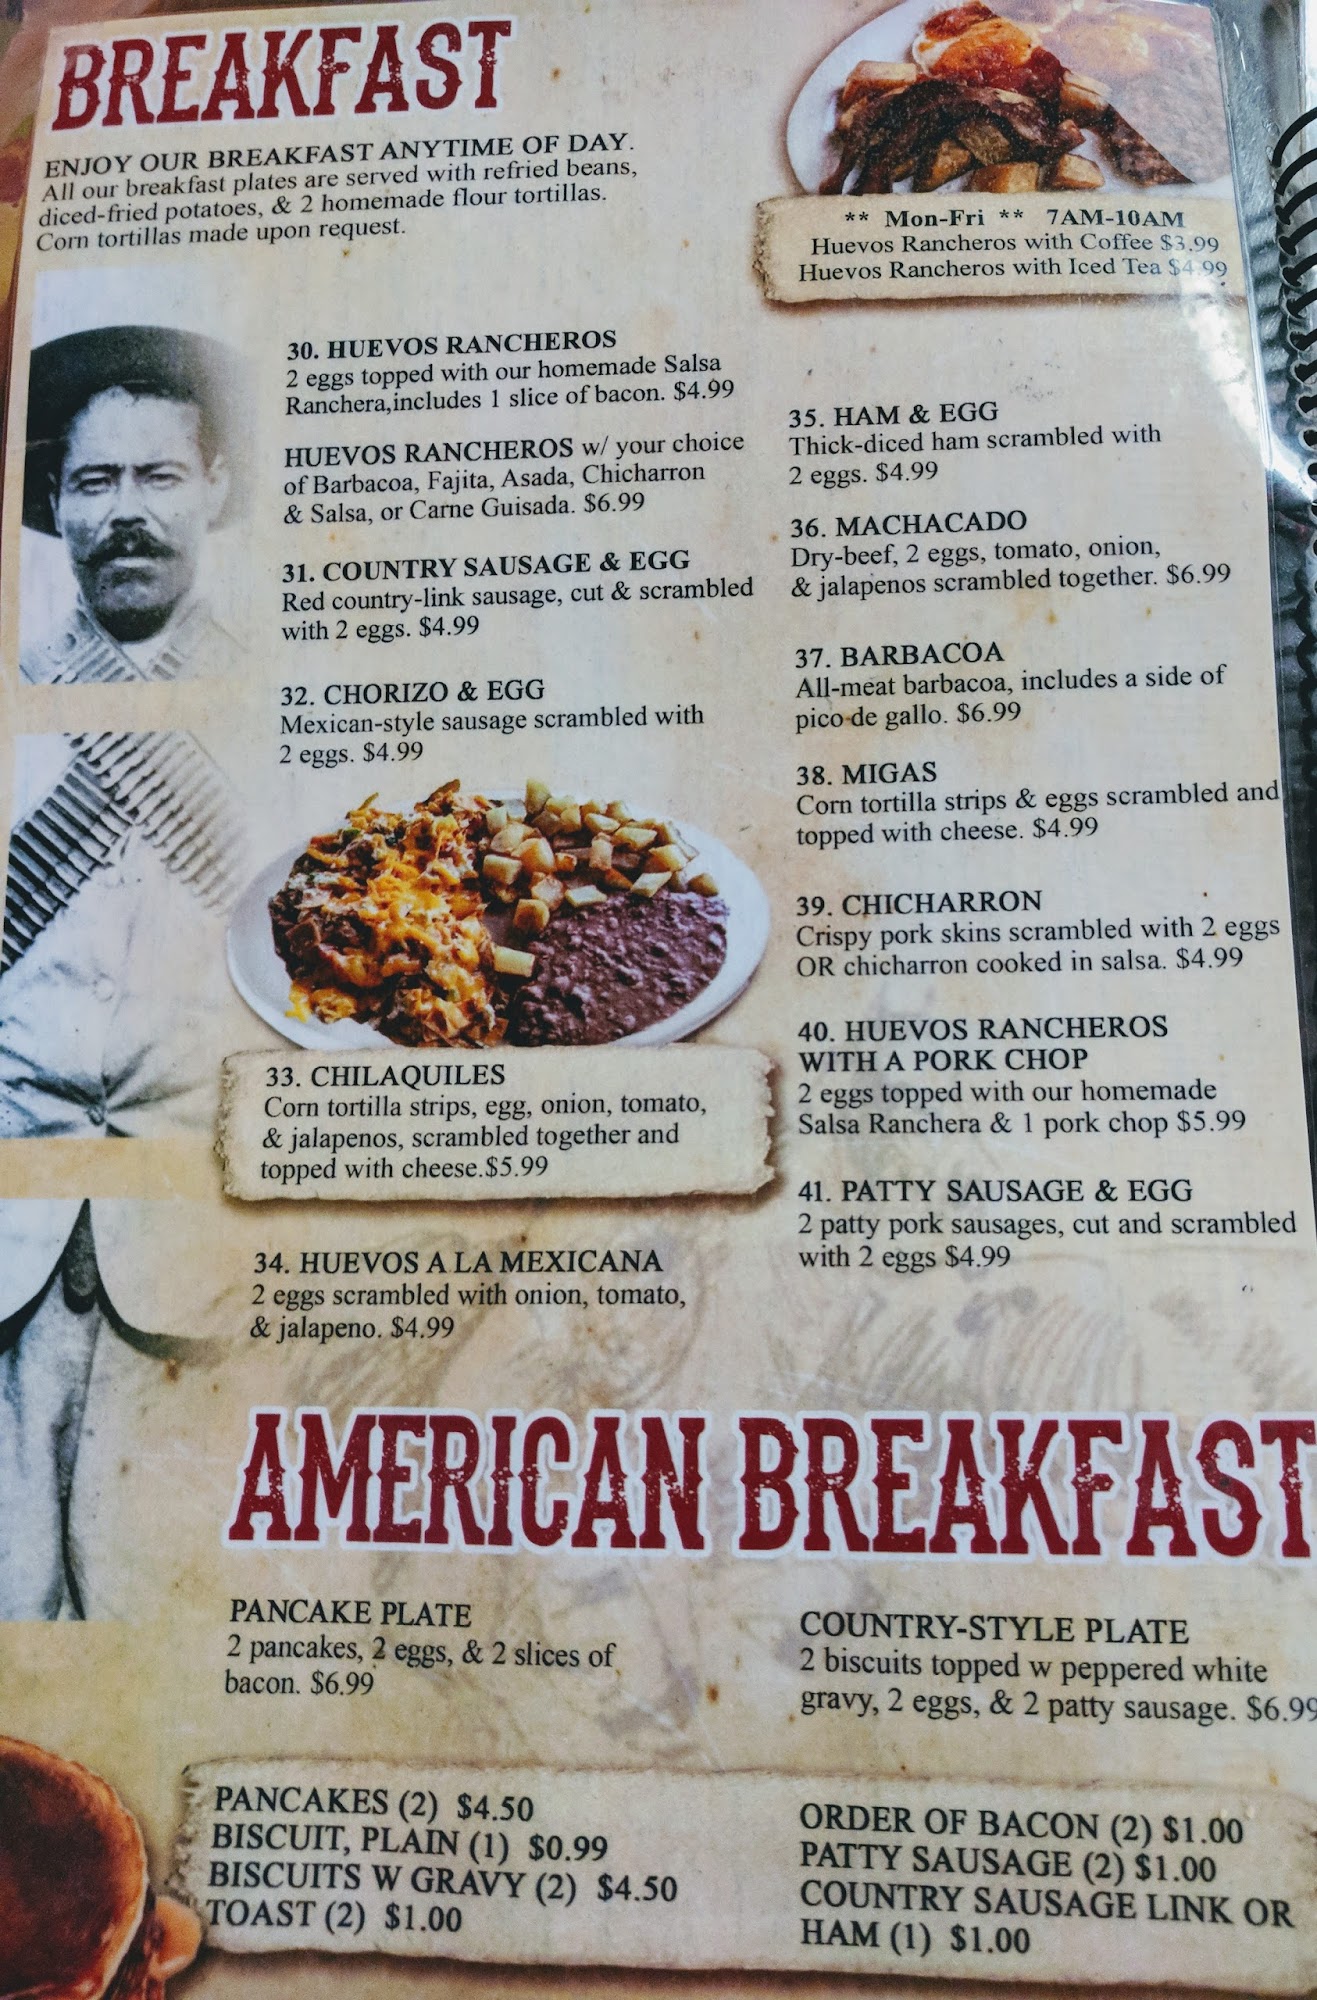 BREAKFAST
ENJOY OUR BREAKFAST ANYTIME OF DAY.
All our breakfast plates are served with refried beans,
diced-fried potatoes, & 2 homemade flour tortillas.
Corn tortillas made upon request.
** Mon-Fri ** 7AM-10AM
Huevos Rancheros with Coffee $3.99
Huevos Rancheros with Iced Tea $4.99
30. HUEVOS RANCHEROS
2 eggs topped with our homemade Salsa
Ranchera,includes 1 slice of bacon. $4.99
HUEVOS RANCHEROS w/ your choice
of Barbacoa, Fajita, Asada, Chicharron
& Salsa, or Carne Guisada. $6.99
31. COUNTRY SAUSAGE & EGG
Red country-link sausage, cut & scrambled
with 2 eggs. $4.99
32. CHORIZO & EGG
Mexican-style sausage scrambled with
2 eggs. $4.99
33. CHILAQUILES
Corn tortilla strips, egg, onion, tomato,
& jalapenos, scrambled together and
topped with cheese.$5.99
34. HUEVOS A LA MEXICANA
2 eggs scrambled with onion, tomato,
& jalapeno. $4.99
35. HAM & EGG
Thick-diced ham scrambled with
2 eggs. $4.99
36. MACHACADO
Dry-beef, 2 eggs, tomato, onion,
& jalapenos scrambled together. $6.99
37. BARBACOA
All-meat barbacoa, includes a side of
pico de gallo. $6.99
38. MIGAS
Corn tortilla strips & eggs scrambled and
topped with cheese. $4.99
39. CHICHARRON
Crispy pork skins scrambled with 2 eggs
OR chicharron cooked in salsa. $4.99
40. HUEVOS RANCHEROS
WITH A PORK CHOP
2 eggs topped with our homemade
Salsa Ranchera & 1 pork chop $5.99
41. PATTY SAUSAGE & EGG
2 patty pork sausages, cut and scrambled
with 2 eggs $4.99
AMERICAN BREAKFAST
PANCAKE PLATE
2 pancakes, 2 eggs, & 2 slices of
bacon. $6.99
COUNTRY-STYLE PLATE
2 biscuits topped w peppered white
gravy, 2 eggs, & 2 patty sausage. $6.99
PANCAKES (2) $4.50
BISCUIT, PLAIN (1) $0.99
BISCUITS W GRAVY (2) $4.50
TOAST (2) $1.00
ORDER OF BACON (2) $1.00
PATTY SAUSAGE (2) $1.00
COUNTRY SAUSAGE LINK OR
HAM (1) $1.00